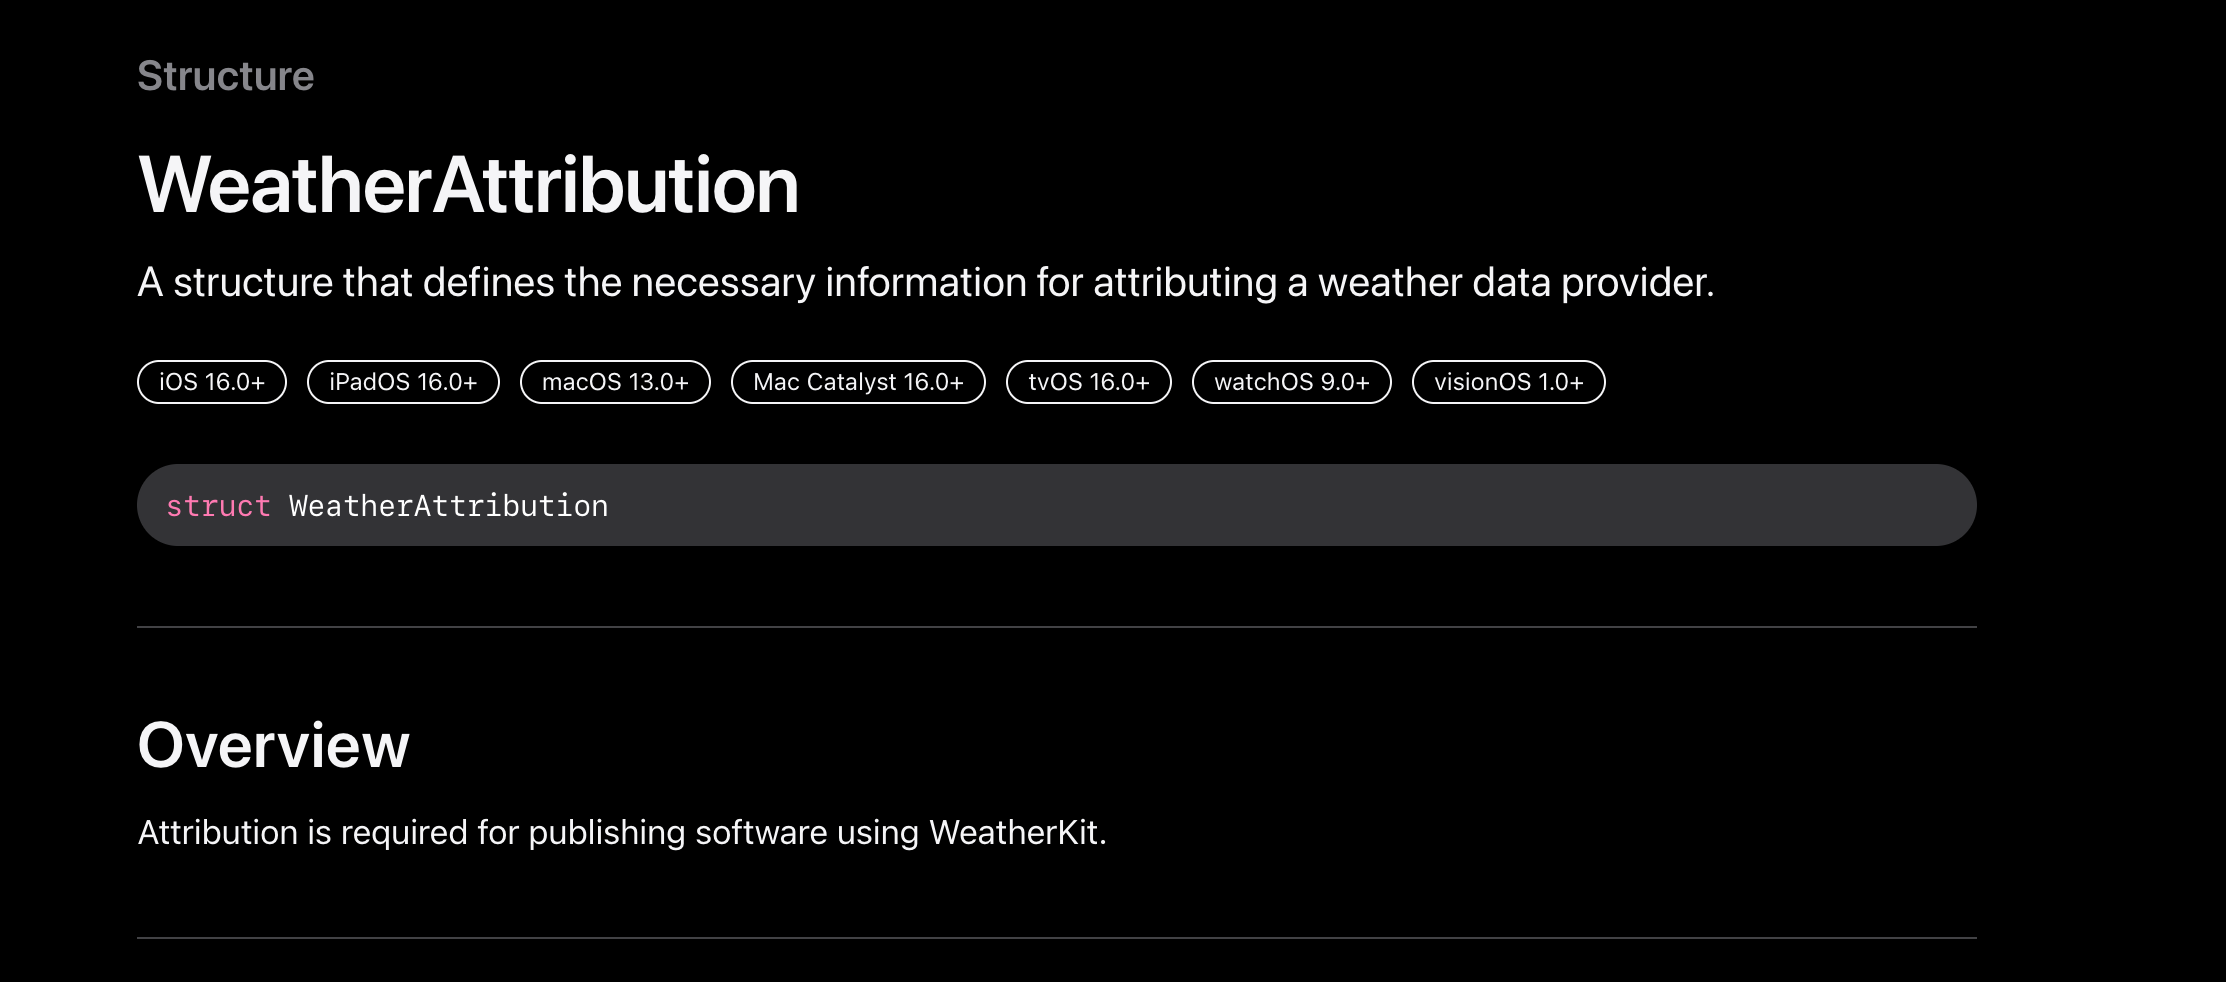 Structure
WeatherAttribution
A structure that defines the necessary information for attributing a weather data provider.
iOS 16.0+ iPadOS 16.0+ macOS 13.0+ Mac Catalyst 16.0+ tvOS 16.0+ watchOS 9.0+ visionOS 1.0+
struct WeatherAttribution
Overview
Attribution is required for publishing software using WeatherKit.